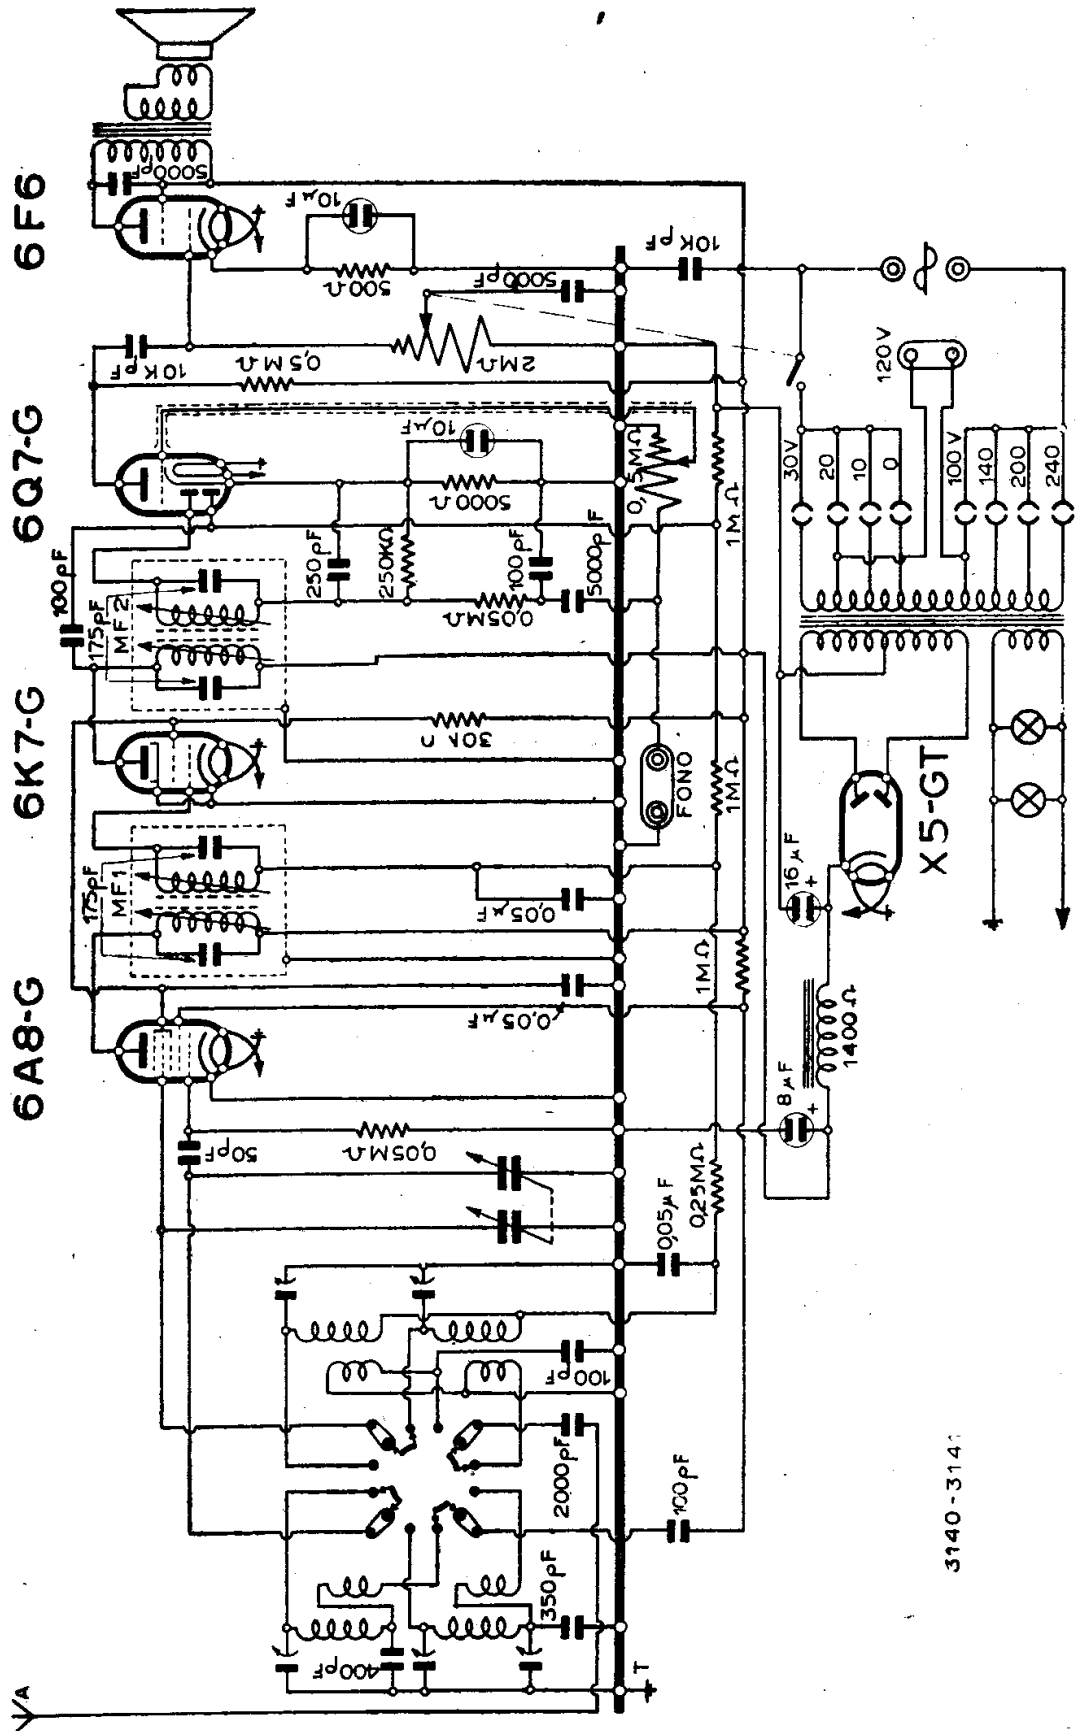 6A8-G
6K7-G
6Q7-G
6F6
A
50pF
0,05MΩ
175pF
MF1
0,05µF
0,05µF
100pF
175pF
MF2
30kΩ
250pF
250KΩ
0,05MΩ
100pF
5000pF
5000Ω
10µF
10KpF
0,5MΩ
2MΩ
5000pF
500Ω
10µF
5000pF
400pF
350pF
2000pF
100pF
T
100pF
0,05µF
0,25MΩ
1MΩ
FONO
1MΩ
0,5MΩ
1MΩ
10KpF
8µF
+
1400Ω
16µF
+
X5-GT
30V
20
10
0
120V
100V
140
200
240